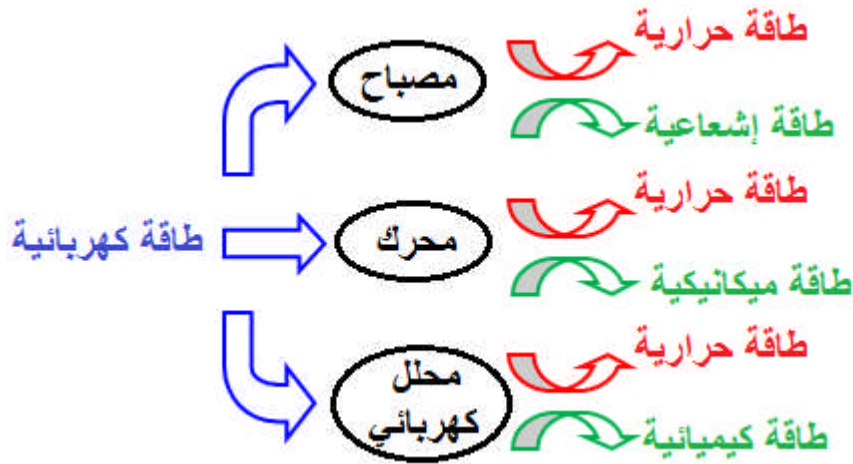 طاقة كهربائية
مصباح
طاقة حرارية
طاقة إشعاعية
محرك
طاقة حرارية
طاقة ميكانيكية
محلل
كهربائي
طاقة حرارية
طاقة كيميائية